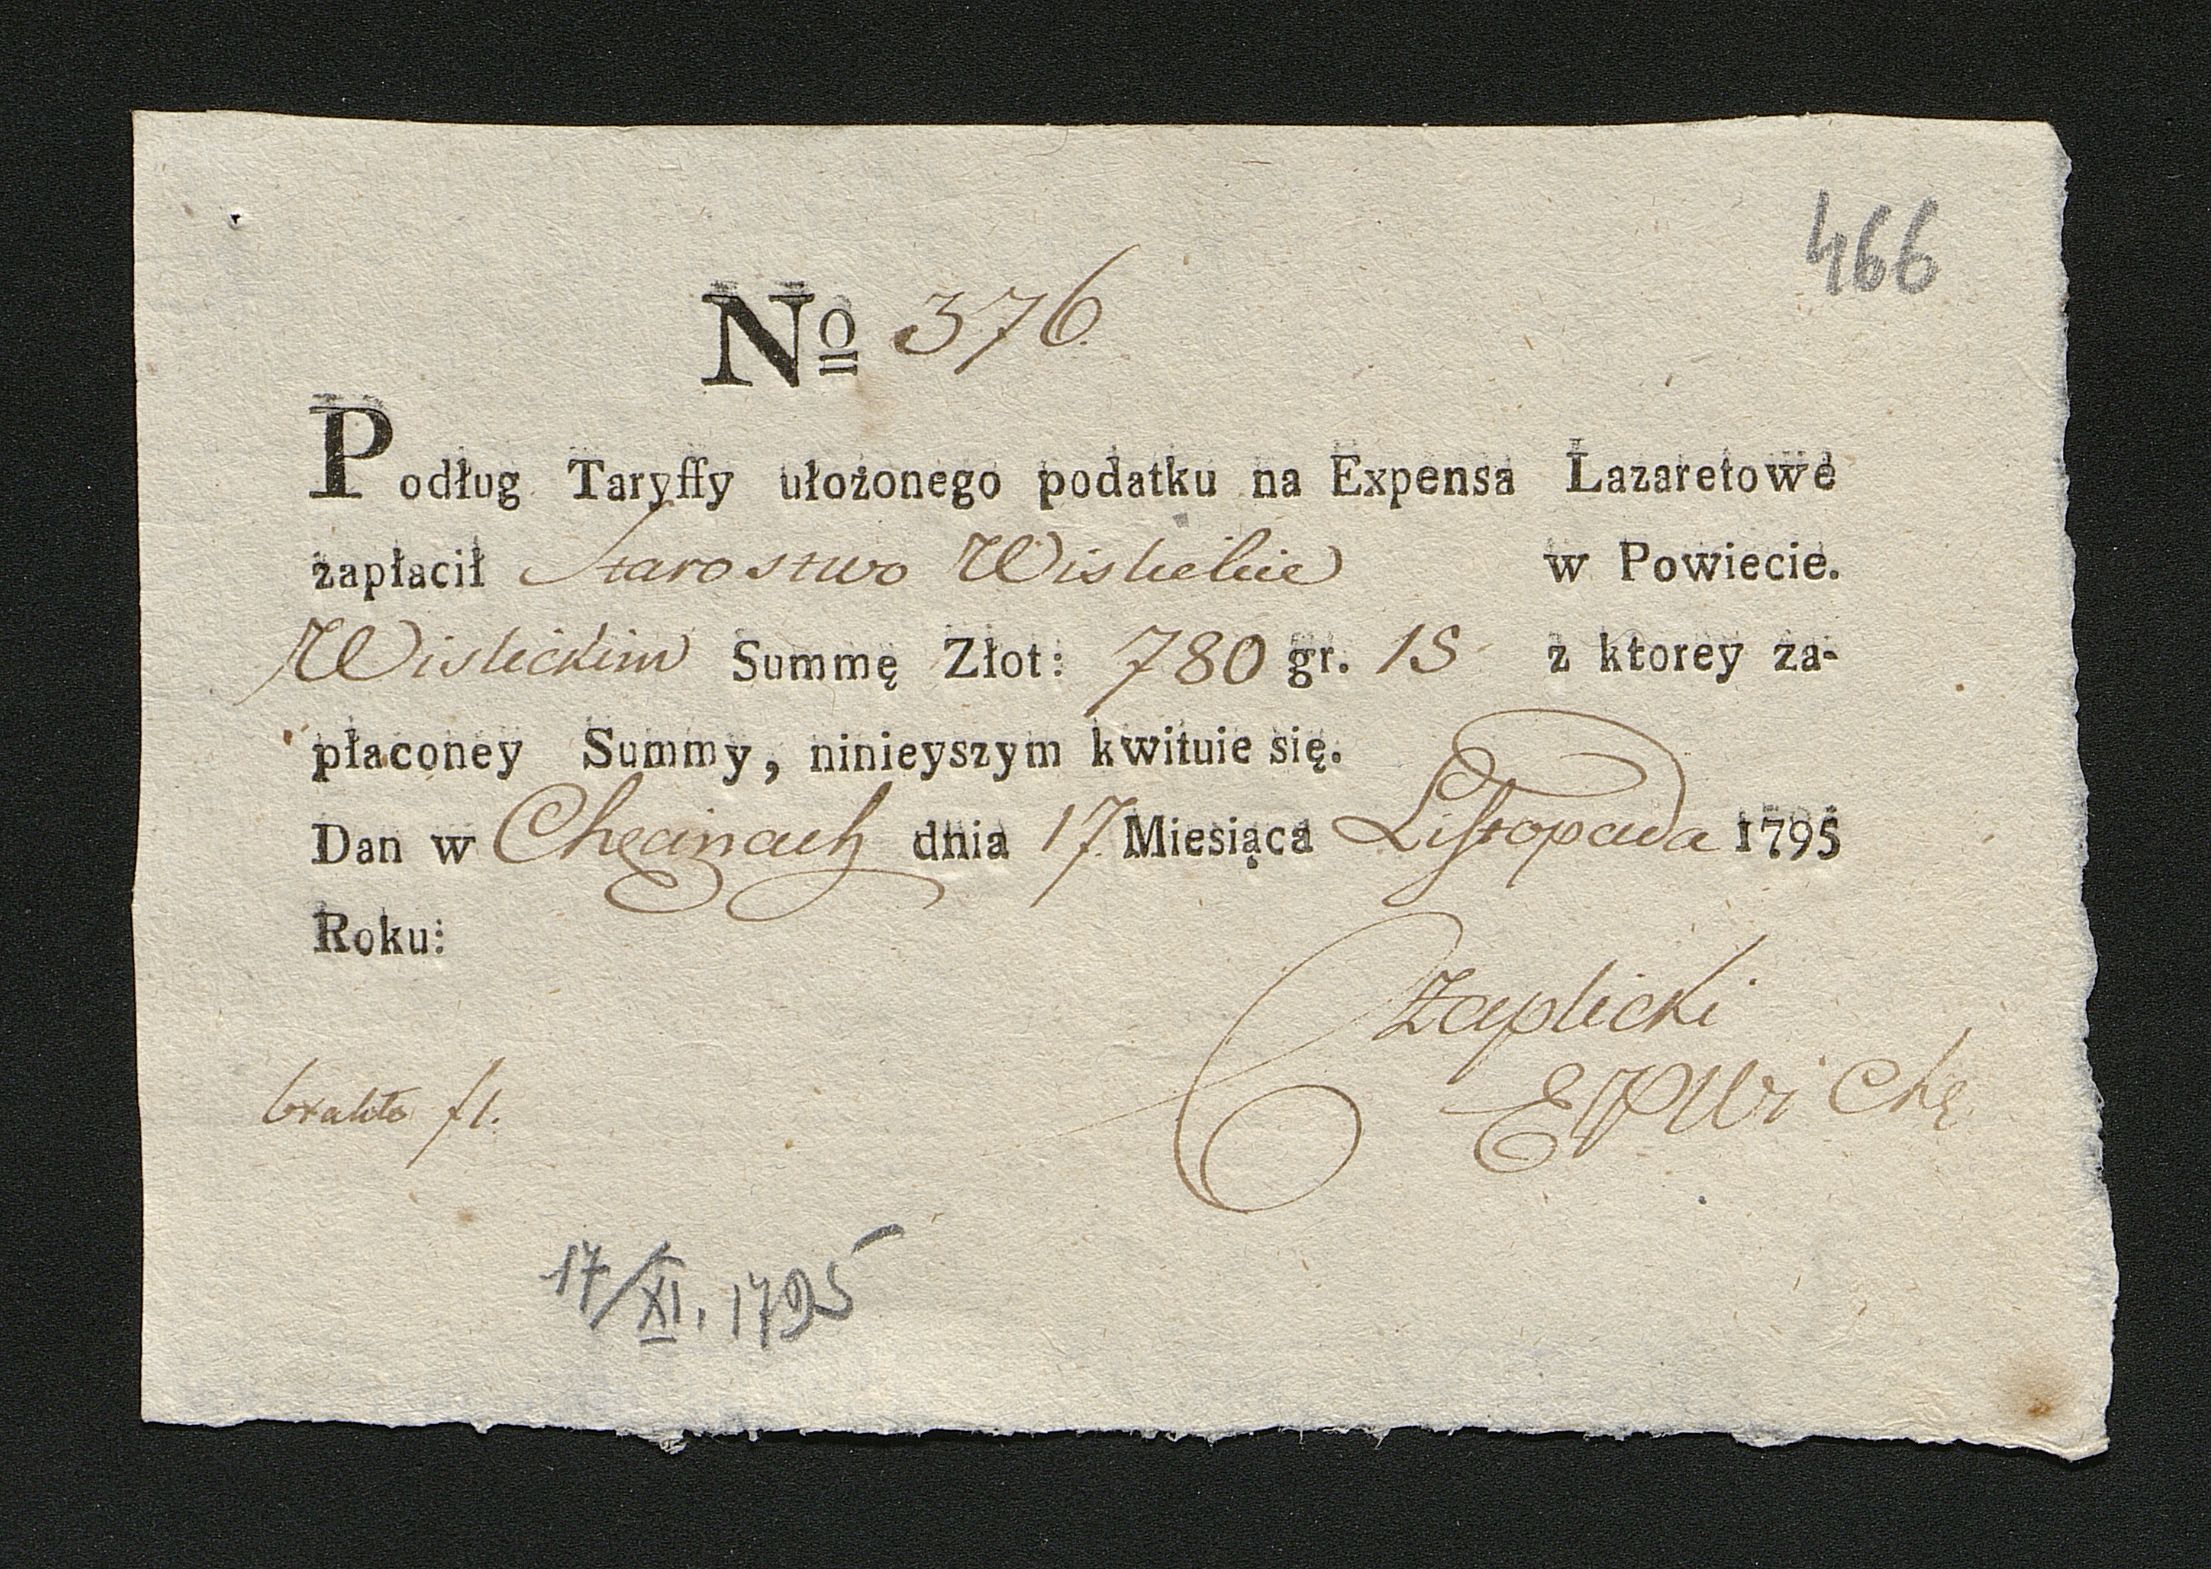 466
Nº 376.
Podług Taryffy ułożonego podatku na Expensa Lazaretowe
zapłacił Starostwo Wislickie w Powiecie.
Wislickim Summę Złot: 780 gr. 15 z ktorey za-
płaconey Summy, ninieyszym kwituie się.
Dan w Chęcinach dnia 17 Miesiąca Listopada 1795
Roku:
Czaplicki
fl.
17/XI. 1795